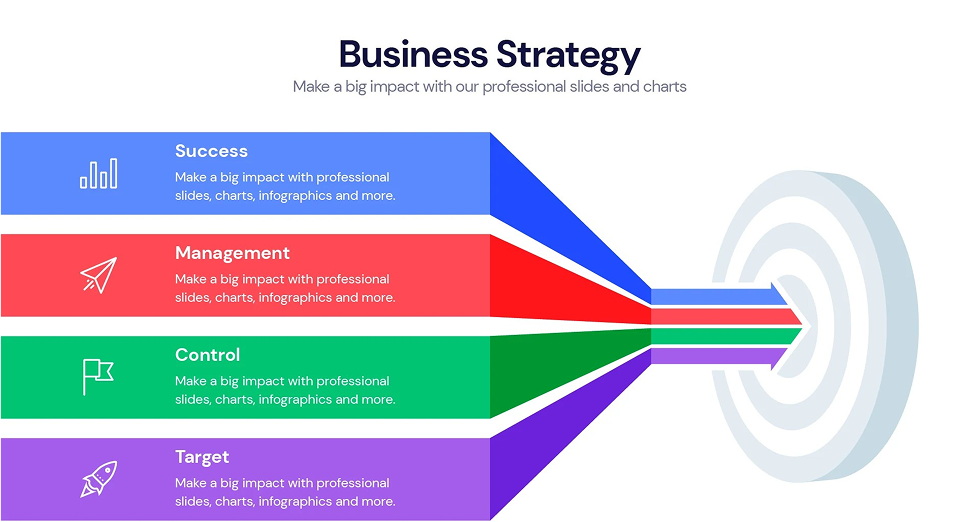 Business Strategy
Make a big impact with our professional slides and charts
Success
Make a big impact with professional
slides, charts, infographics and more.
Management
Make a big impact with professional
slides, charts, infographics and more.
Control
Make a big impact with professional
slides, charts, infographics and more.
Target
Make a big impact with professional
slides, charts, infographics and more.